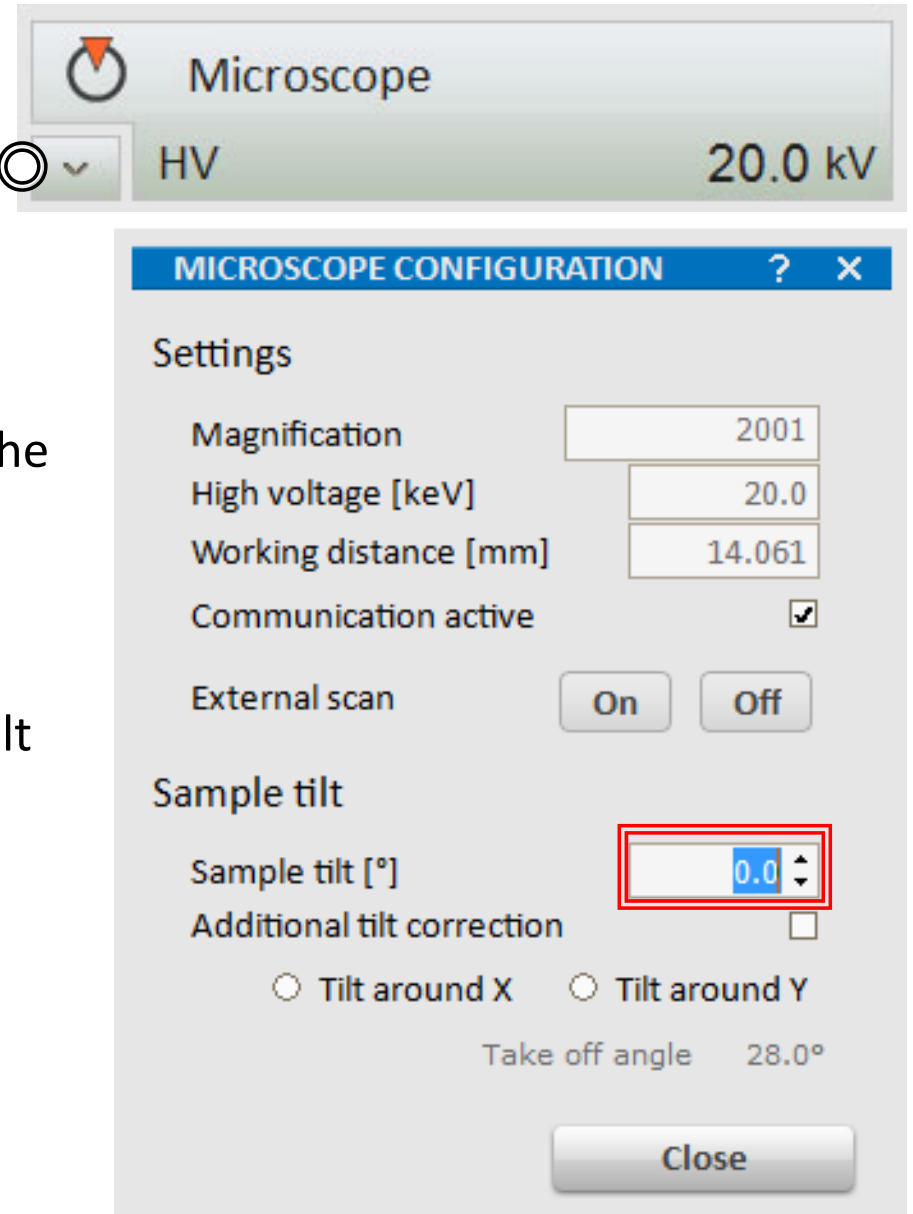 Microscope
HV 20.0 kV
MICROSCOPE CONFIGURATION ? ×
Settings
Magnification 2001
he
High voltage [keV] 20.0
Working distance [mm] 14.061
Communication active
External scan On Off
lt
Sample tilt
Sample tilt [°] 0.0
Additional tilt correction
Tilt around X Tilt around Y
Take off angle 28.0°
Close